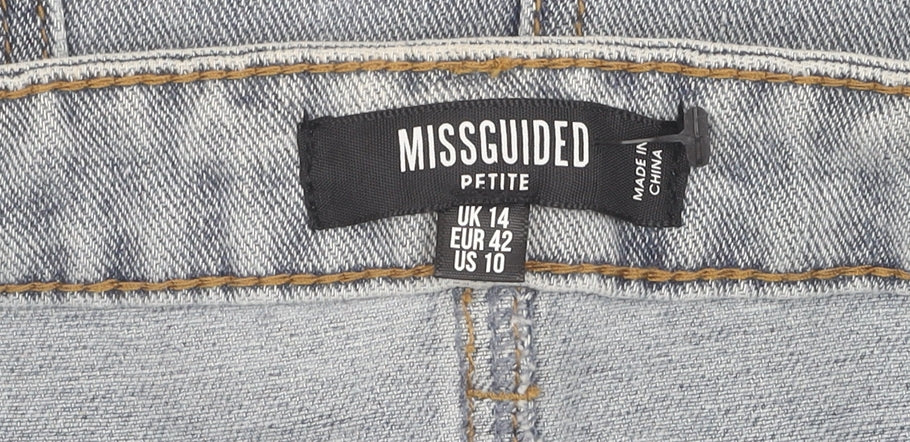 MISSGUIDED
PETITE
MADE IN
CHINA
UK 14
EUR 42
US 10